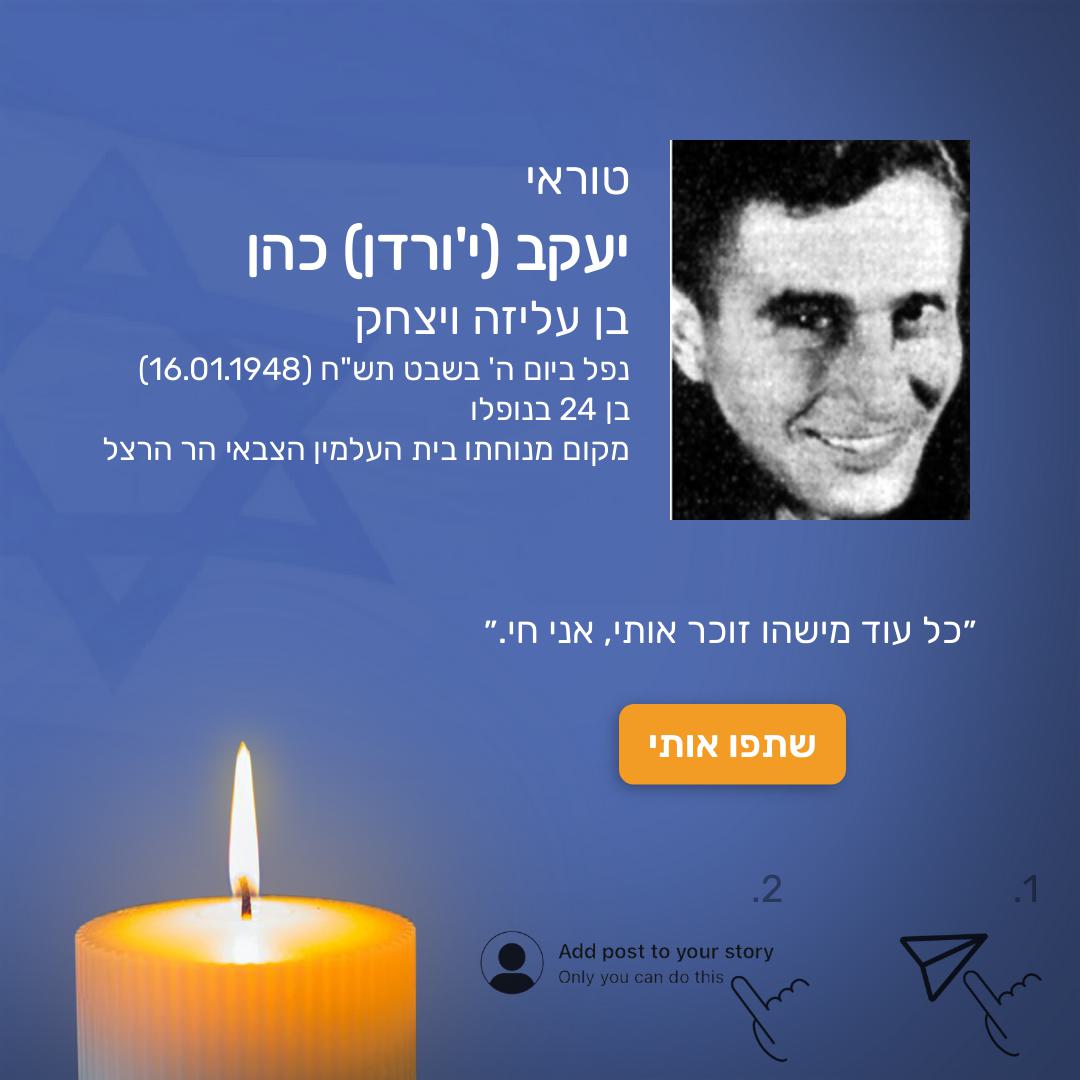 טוראי
יעקב (י'ורדן) כהן
בן עליזה ויצחק
נפל ביום ה' בשבט תש"ח (16.01.1948)
בן 24 בנופלו
מקום מנוחתו בית העלמין הצבאי הר הרצל
״כל עוד מישהו זוכר אותי, אני חי.״
שתפו אותי
.1
.2
Add post to your story
Only you can do this